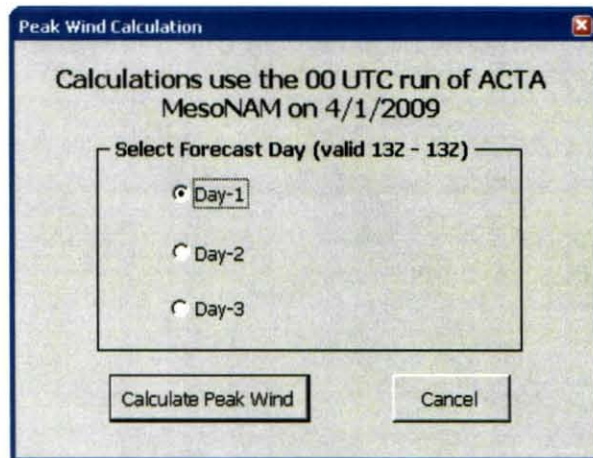 Peak Wind Calculation
Calculations use the 00 UTC run of ACTA
MesoNAM on 4/1/2009
Select Forecast Day (valid 13Z - 13Z)
Day-1
Day-2
Day-3
Calculate Peak Wind
Cancel